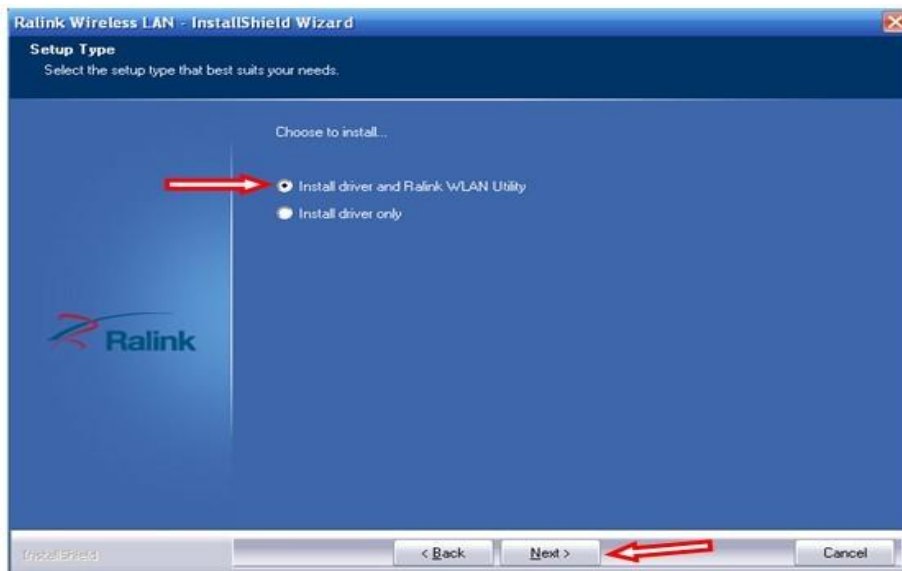 Ralink Wireless LAN - InstallShield Wizard
Setup Type
Select the setup type that best suits your needs.
Choose to install...
Install driver and Ralink WLAN Utility
Install driver only
Ralink
InstallShield
< Back
Next >
Cancel